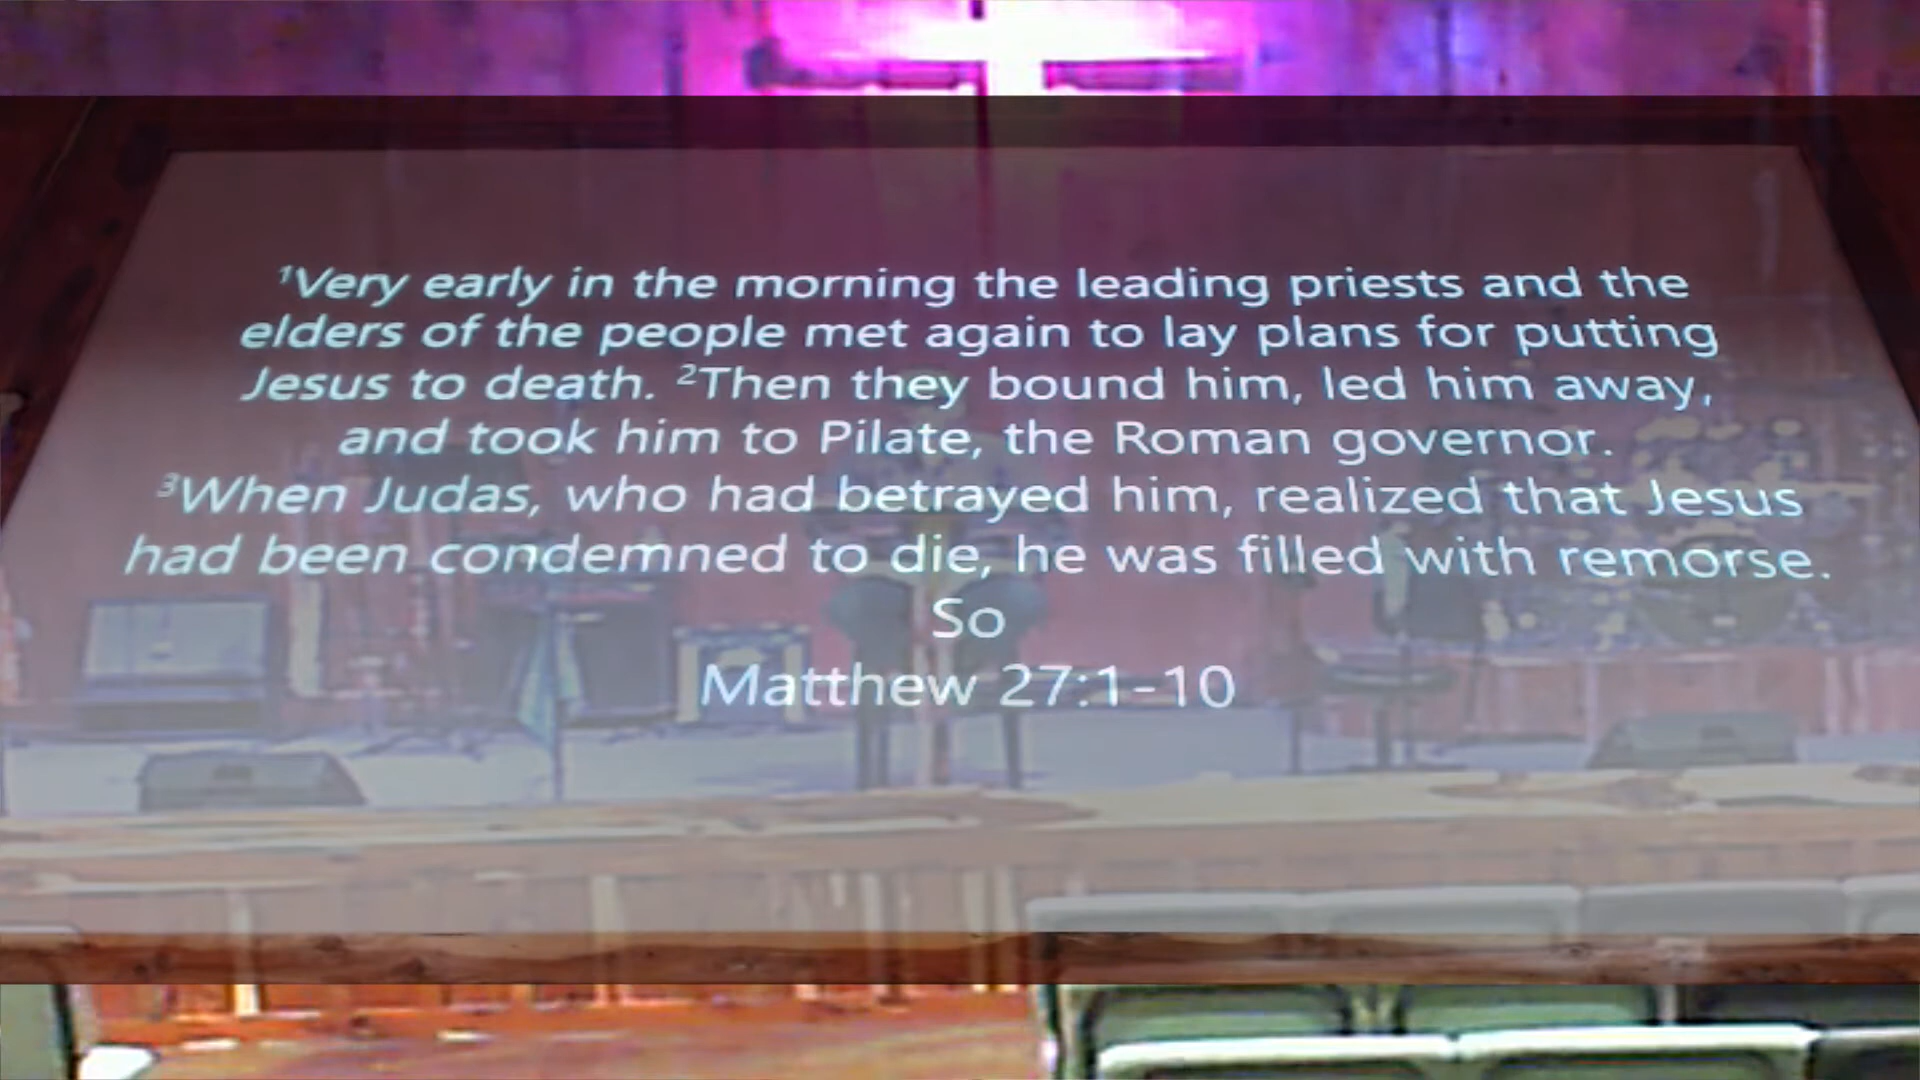 ¹Very early in the morning the leading priests and the
elders of the people met again to lay plans for putting
Jesus to death. ²Then they bound him, led him away,
and took him to Pilate, the Roman governor.
³When Judas, who had betrayed him, realized that Jesus
had been condemned to die, he was filled with remorse.
So
Matthew 27:1-10